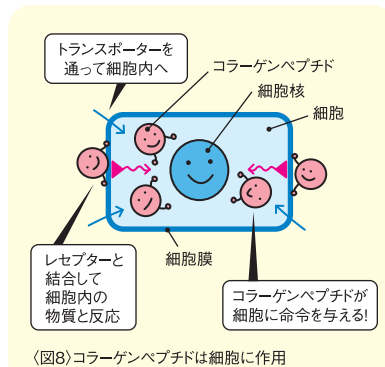 トランスポーターを
通って細胞内へ
コラーゲンペプチド
細胞核
細胞
レセプターと
結合して
細胞内の
物質と反応
細胞膜
コラーゲンペプチドが
細胞に命令を与える!
〈図8〉コラーゲンペプチドは細胞に作用